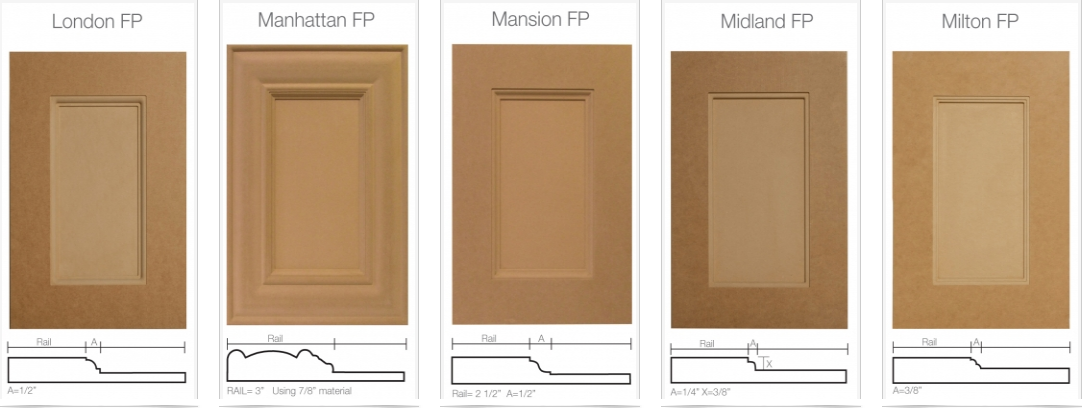 London FP
Rail A
A=1/2"
Manhattan FP
Rail
RAIL= 3" Using 7/8" material
Mansion FP
Rail A
Rail= 2 1/2" A=1/2"
Midland FP
Rail A
X
A=1/4" X=3/8"
Milton FP
Rail A
A=3/8"